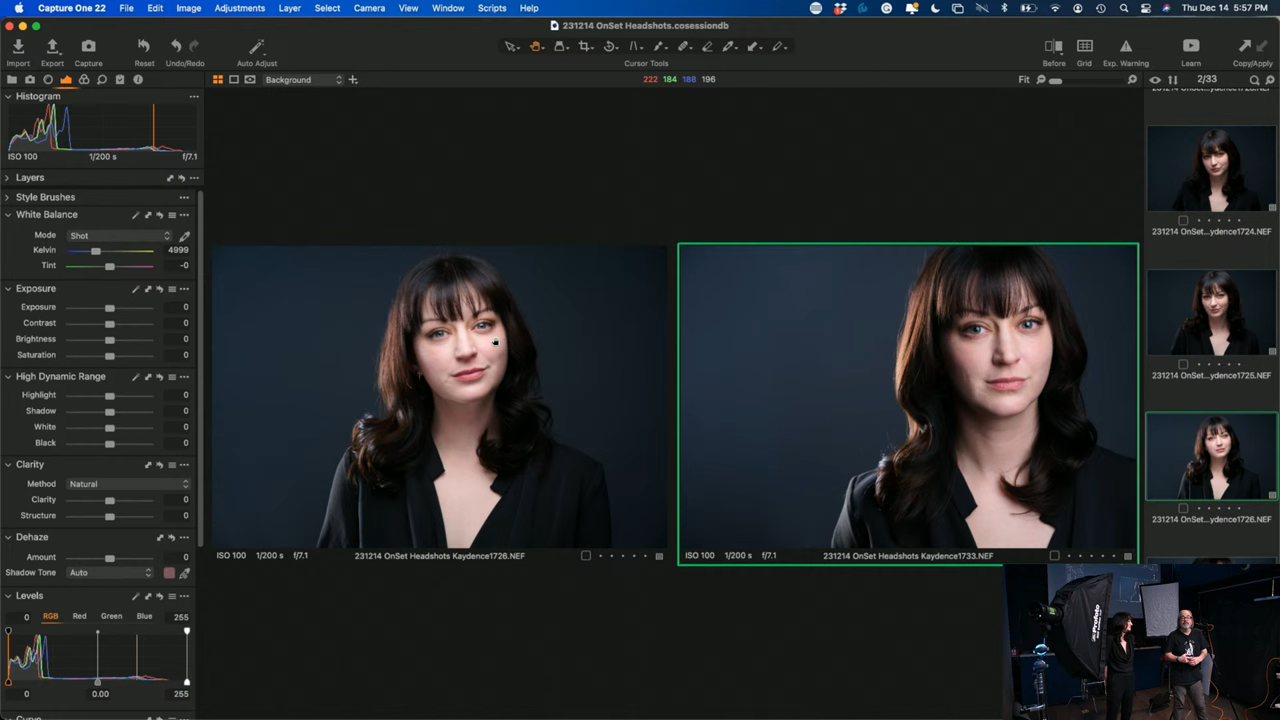 Capture One 22 File Edit Image Adjustments Layer Select Camera View Window Scripts Help Thu Dec 14 5:57 PM
231214 OnSet Headshots.cosessiondb
Import Export Capture Reset Undo/Redo Auto Adjust Cursor Tools Before Grid Exp. Warning Learn Copy/Apply
Background 222 184 188 196 Fit 2/33
Histogram
ISO 100 1/200 s f/7.1
Layers
Style Brushes
White Balance
Mode Shot
Kelvin 4999
Tint -0
Exposure
Exposure 0
Contrast 0
Brightness 0
Saturation 0
High Dynamic Range
Highlight 0
Shadow 0
White 0
Black 0
Clarity
Method Natural
Clarity 0
Structure 0
Dehaze
Amount 0
Shadow Tone Auto
Levels
0 RGB Red Green Blue 255
0 0.00 255
ISO 100 1/200 s f/7.1 231214 OnSet Headshots Kaydence1726.NEF
ISO 100 1/200 s f/7.1 231214 OnSet Headshots Kaydence1733.NEF
231214 OnSet...ydence1724.NEF
231214 OnSet...ydence1725.NEF
231214 OnSet...ydence1726.NEF
Profoto